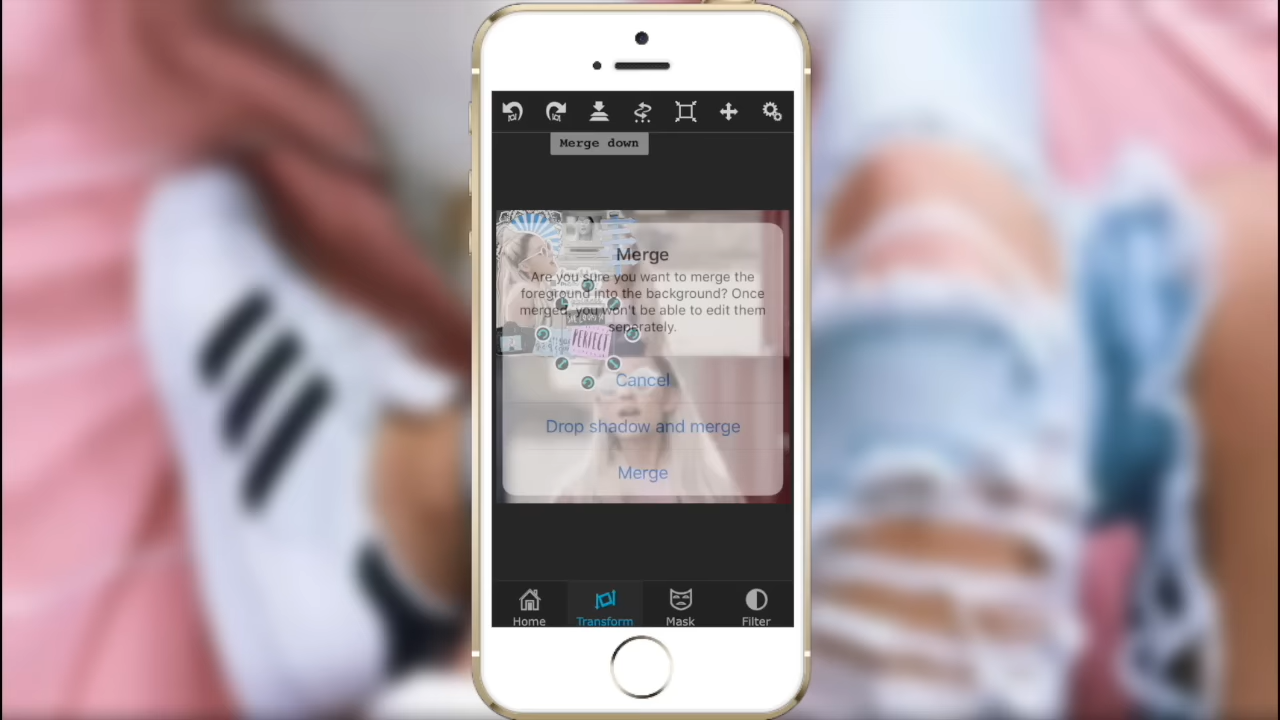 Merge down
Merge
Are you sure you want to merge the
foreground into the background? Once
merged, you won't be able to edit them
seperately.
PERFECT
Cancel
Drop shadow and merge
Merge
Home
Transform
Mask
Filter